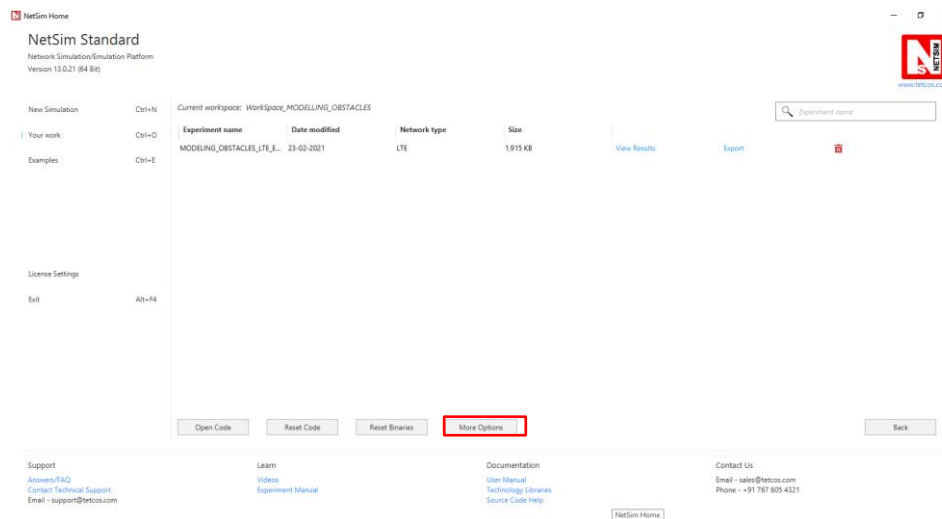 NetSim Home
NetSim Standard
Network Simulation/Emulation Platform
Version 13.0.21 (64 Bit)
NETSIM
www.tetcos.co
New Simulation Ctrl+N
Your work Ctrl+O
Examples Ctrl+E
License Settings
Exit Alt+F4
Current workspace: WorkSpace_MODELLING_OBSTACLES
Experiment name
Experiment name Date modified Network type Size
MODELING_OBSTACLES_LTE_E... 23-02-2021 LTE 1,915 KB View Results Export
Open Code Reset Code Reset Binaries More Options Back
Support Learn Documentation Contact Us
Answers/FAQ Videos User Manual Email - sales@tetcos.com
Contact Technical Support Experiment Manual Technology Libraries Phone - +91 767 605 4321
Email - support@tetcos.com Source Code Help
NetSim Home